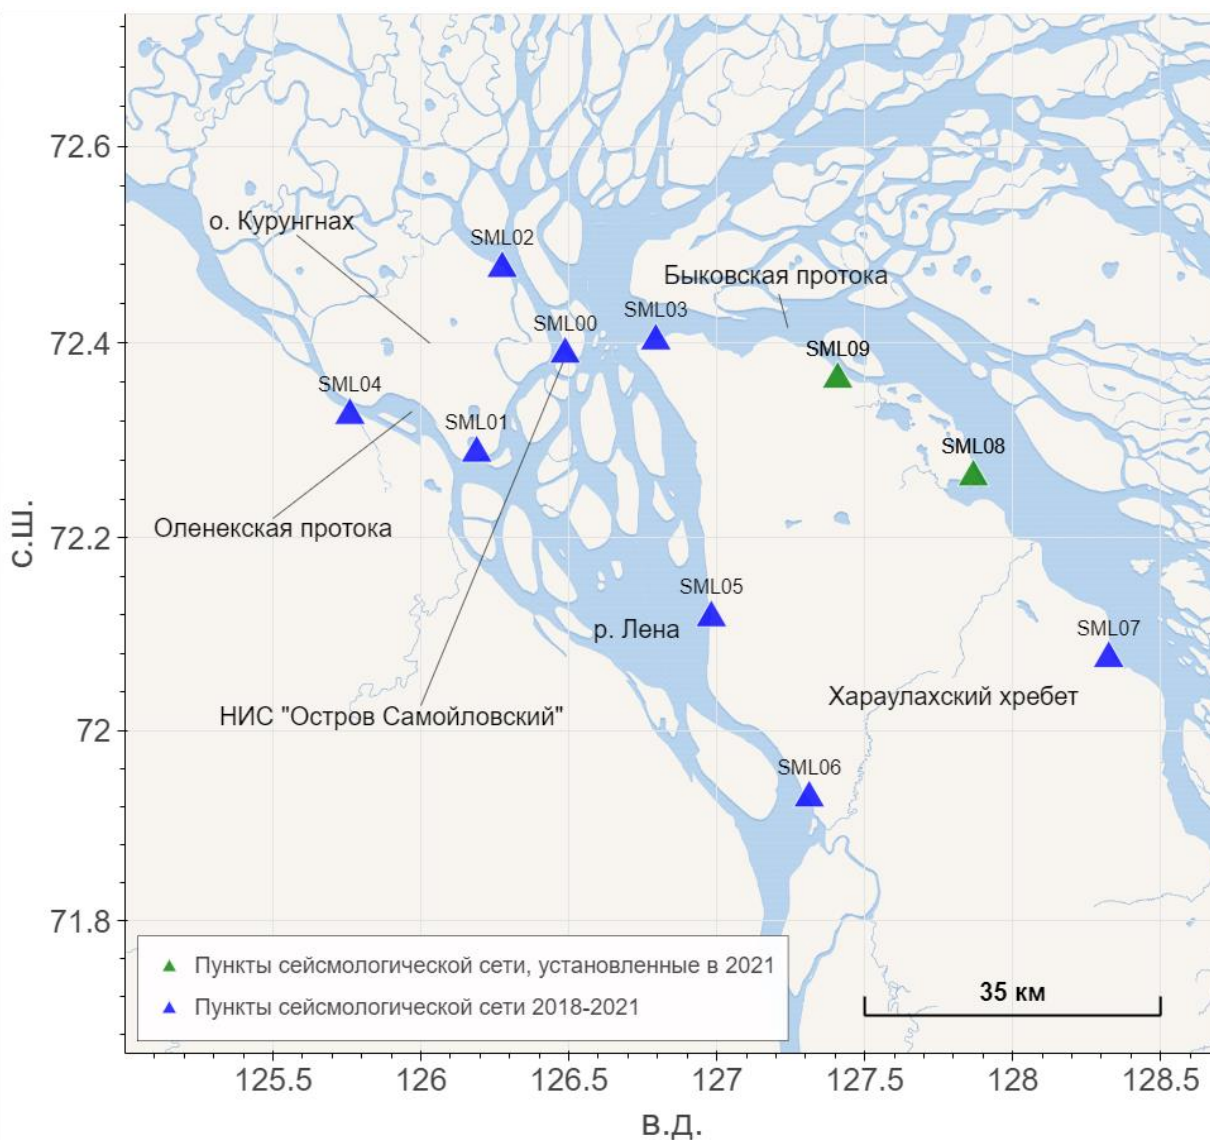 72.6
о. Курунгнах
SML02
Быковская протока
SML03
SML00
72.4
SML09
SML04
SML01
SML08
Оленекская протока
72.2
с.ш.
SML05
р. Лена
SML07
Хараулахский хребет
НИС "Остров Самойловский"
72
SML06
71.8
Пункты сейсмологической сети, установленные в 2021
Пункты сейсмологической сети 2018-2021
35 км
125.5 126 126.5 127 127.5 128 128.5
в.д.